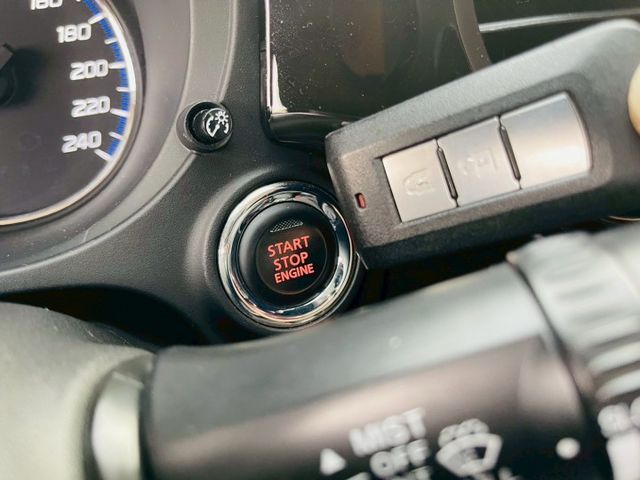 180
200
220
240
START
STOP
ENGINE
MIST
OFF